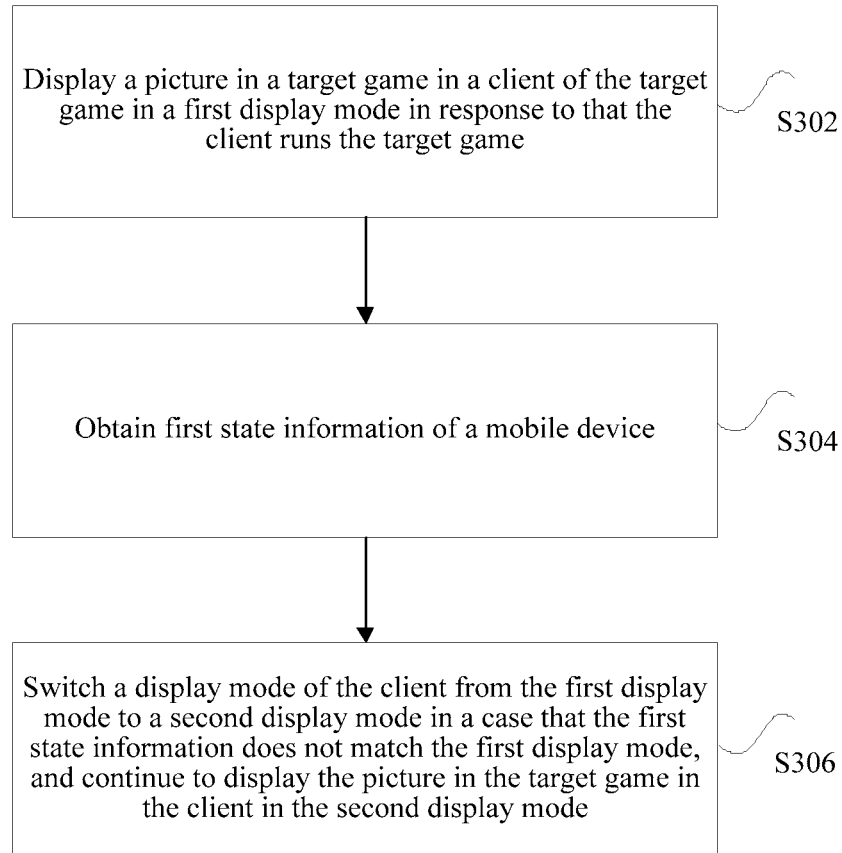 Display a picture in a target game in a client of the target
game in a first display mode in response to that the
client runs the target game
S302
Obtain first state information of a mobile device
S304
Switch a display mode of the client from the first display
mode to a second display mode in a case that the first
state information does not match the first display mode,
and continue to display the picture in the target game in
the client in the second display mode
S306